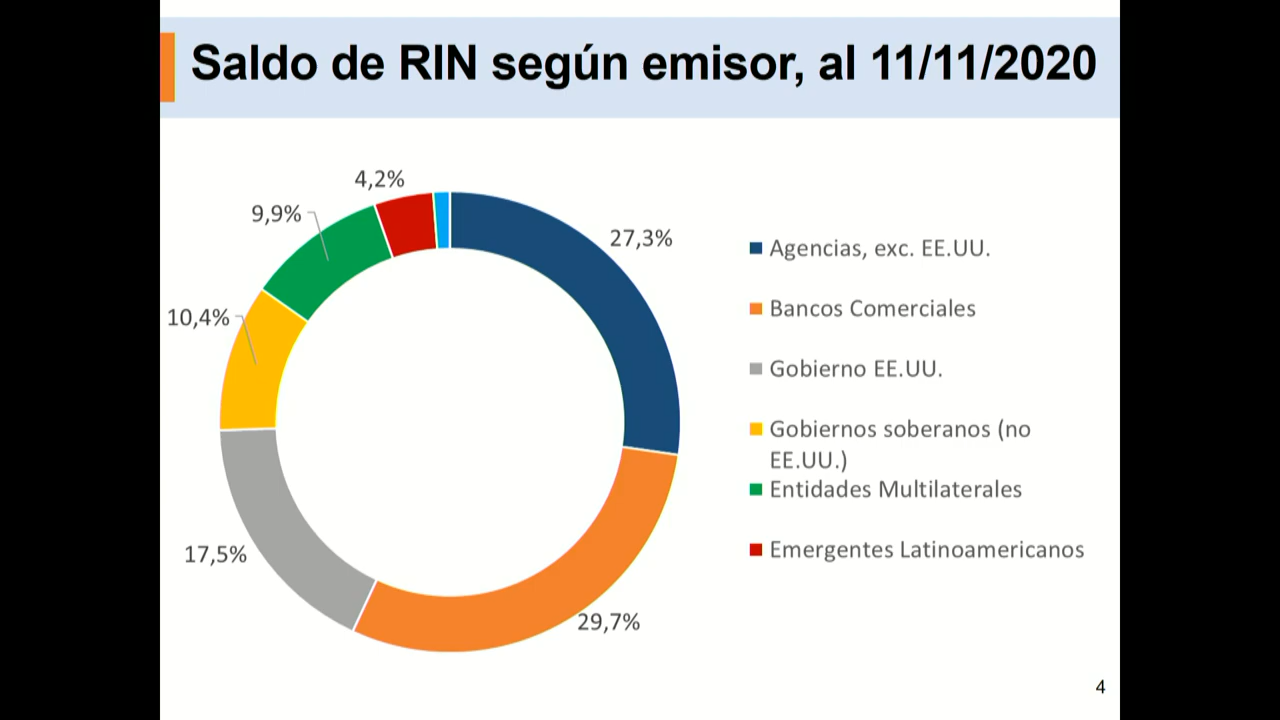 Saldo de RIN según emisor, al 11/11/2020
4,2%
9,9%
27,3%
10,4%
17,5%
29,7%
Agencias, exc. EE.UU.
Bancos Comerciales
Gobierno EE.UU.
Gobiernos soberanos (no
EE.UU.)
Entidades Multilaterales
Emergentes Latinoamericanos
4